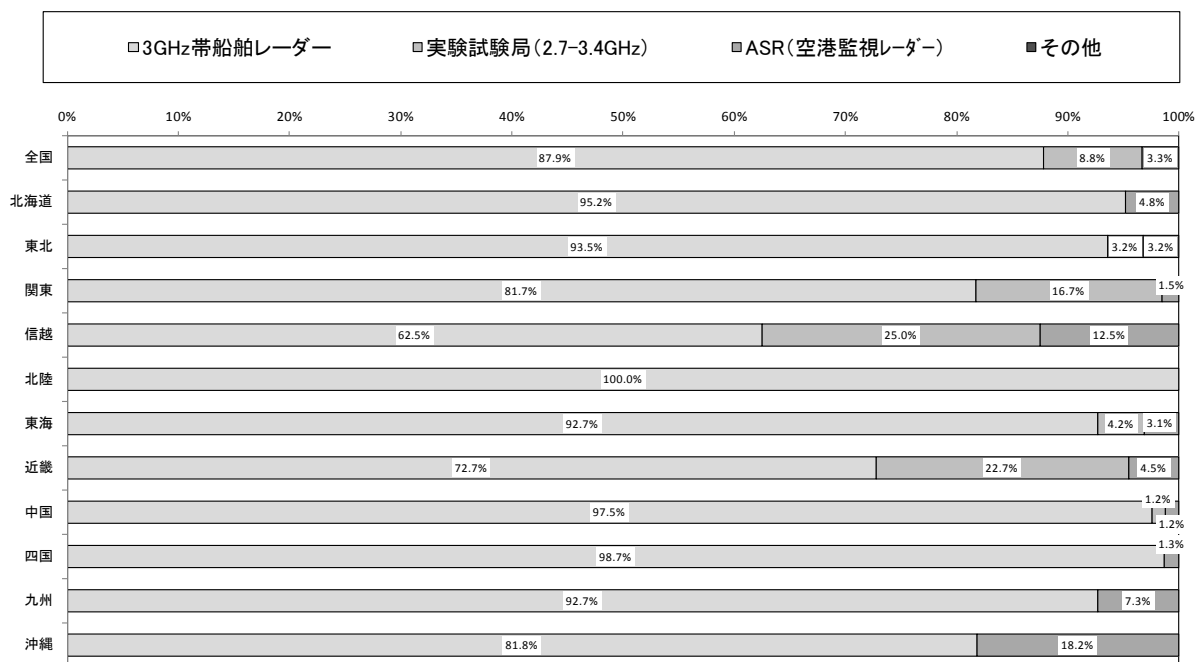 3GHz帯船舶レーダー 実験試験局(2.7-3.4GHz) ASR(空港監視ﾚｰﾀﾞｰ) その他
0% 10% 20% 30% 40% 50% 60% 70% 80% 90% 100%
全国 87.9% 8.8% 3.3%
北海道 95.2% 4.8%
東北 93.5% 3.2% 3.2%
関東 81.7% 16.7% 1.5%
信越 62.5% 25.0% 12.5%
北陸 100.0%
東海 92.7% 4.2% 3.1%
近畿 72.7% 22.7% 4.5%
中国 97.5% 1.2% 1.2%
四国 98.7% 1.3%
九州 92.7% 7.3%
沖縄 81.8% 18.2%